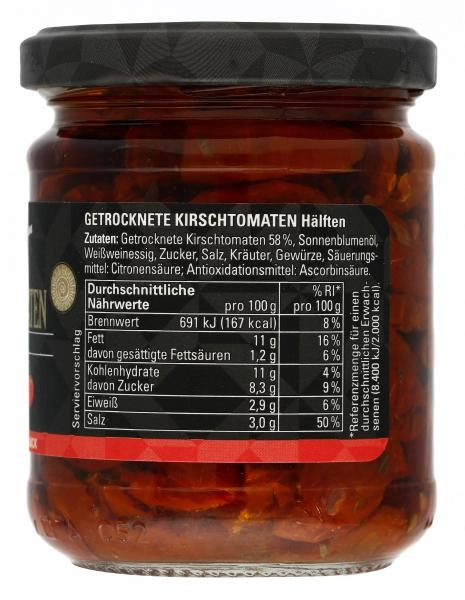 GETROCKNETE KIRSCHTOMATEN Hälften
Zutaten: Getrocknete Kirschtomaten 58%, Sonnenblumenöl,
Weißweinessig, Zucker, Salz, Kräuter, Gewürze, Säuerungs-
mittel: Citronensäure; Antioxidationsmittel: Ascorbinsäure.
Durchschnittliche % RI*
Nährwerte pro 100 g pro 100 g
Brennwert 691 kJ (167 kcal) 8 %
Fett 11 g 16 %
davon gesättigte Fettsäuren 1,2 g 6 %
Kohlenhydrate 11 g 4 %
davon Zucker 8,3 g 9 %
Eiweiß 2,9 g 6 %
Salz 3,0 g 50 %
*Referenzmenge für einen
durchschnittlichen Erwach-
senen (8.400 kJ/2.000 kcal).
Serviervorschlag
TEN
C52